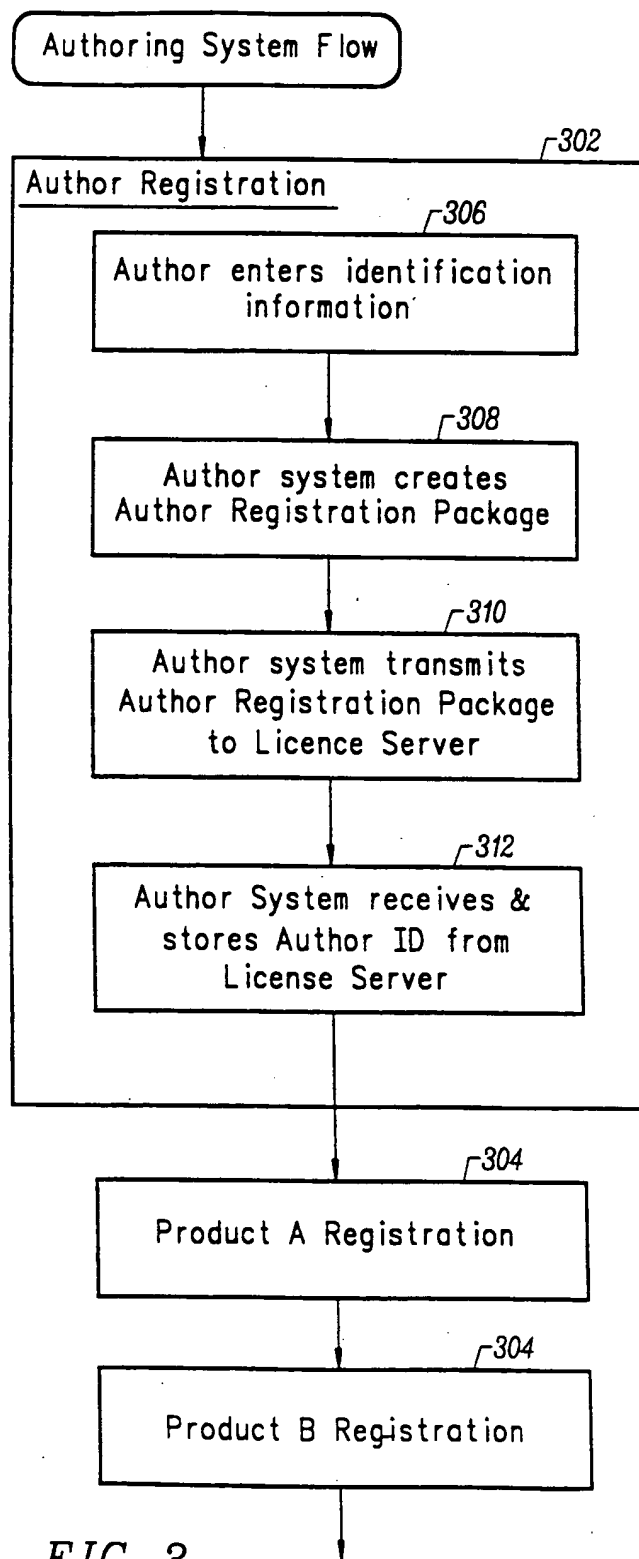 Authoring System Flow
302
Author Registration
306
Author enters identification
information
308
Author system creates
Author Registration Package
310
Author system transmits
Author Registration Package
to Licence Server
312
Author System receives &
stores Author ID from
License Server
304
Product A Registration
304
Product B Registration
FIG. 3